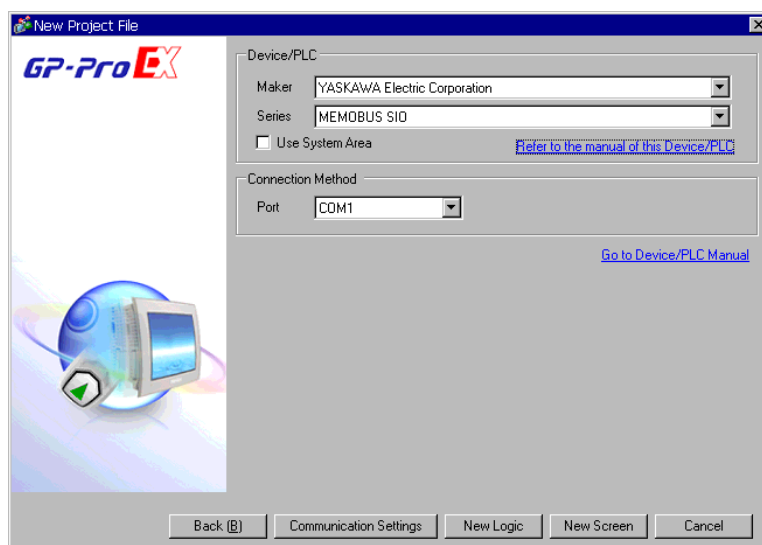 New Project File
GP-Pro EX
Device/PLC
Maker YASKAWA Electric Corporation
Series MEMOBUS SIO
Use System Area Refer to the manual of this Device/PLC
Connection Method
Port COM1
Go to Device/PLC Manual
Back (B) Communication Settings New Logic New Screen Cancel